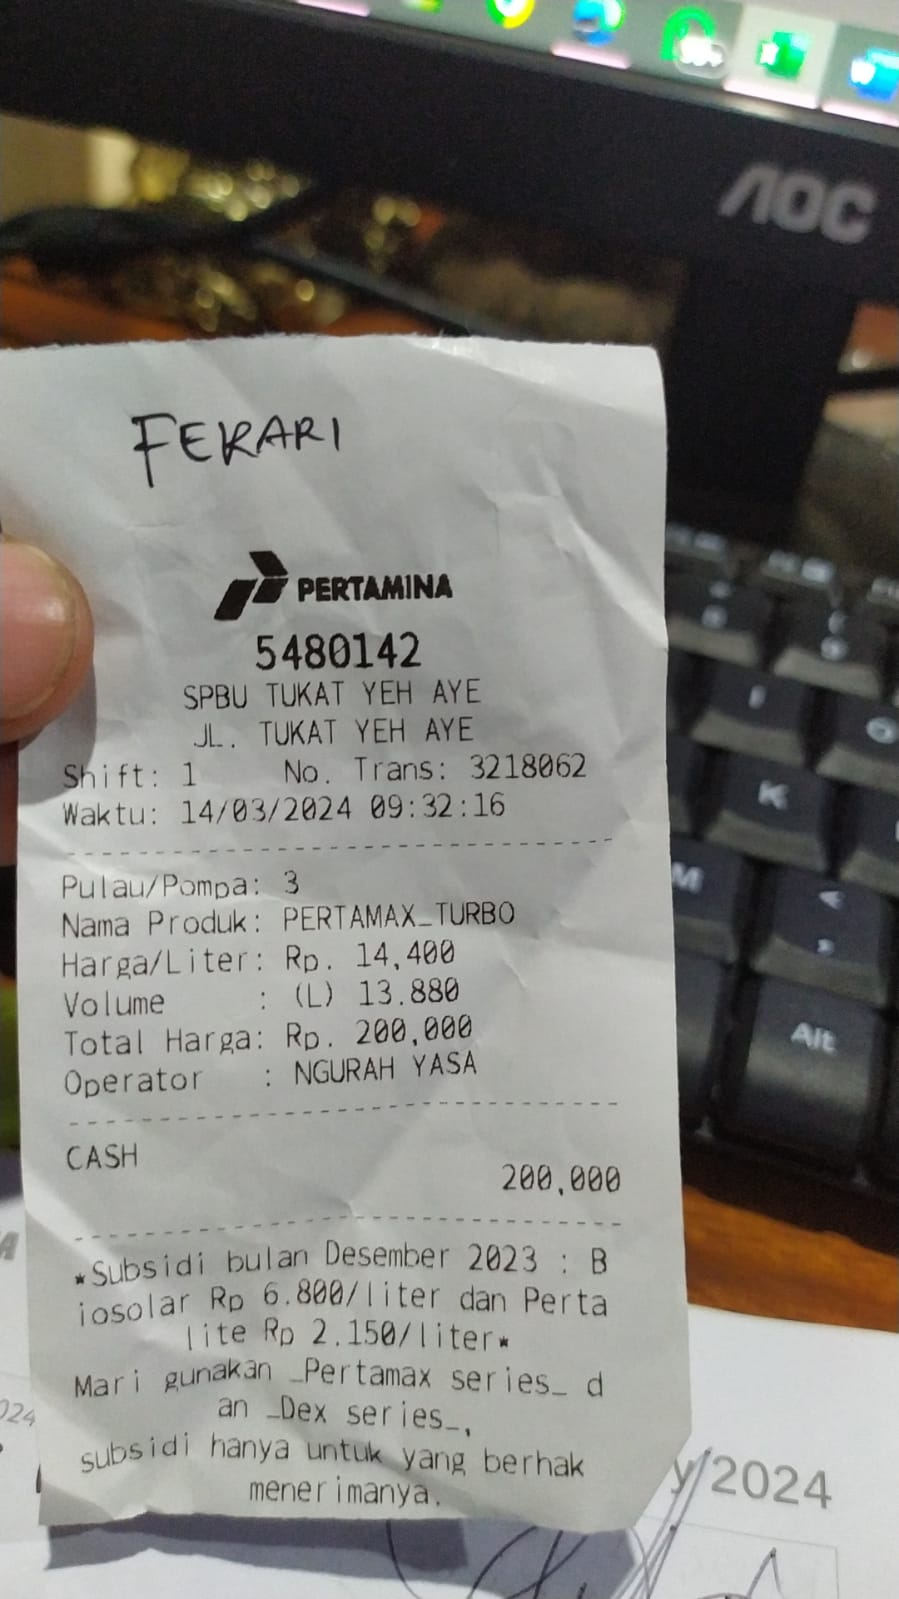 AOC
FERARI
PERTAMINA
5480142
SPBU TUKAT YEH AYE
JL. TUKAT YEH AYE
Shift: 1 No. Trans: 3218062
Waktu: 14/03/2024 09:32:16
Pulau/Pompa: 3
Nama Produk: PERTAMAX_TURBO
Harga/Liter: Rp. 14,400
Volume : (L) 13.880
Total Harga: Rp. 200,000
Operator : NGURAH YASA
CASH
200,000
*Subsidi bulan Desember 2023 : B
iosolar Rp 6.800/liter dan Perta
lite Rp 2.150/liter*
Mari gunakan _Pertamax series_ d
an _Dex series_,
subsidi hanya untuk yang berhak
menerimanya.
K
M
Alt
y 2024